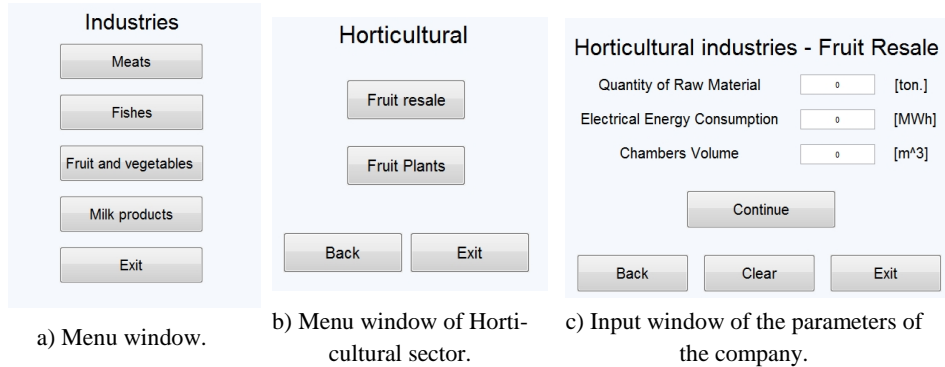 Industries
Meats
Fishes
Fruit and vegetables
Milk products
Exit
a) Menu window.
Horticultural
Fruit resale
Fruit Plants
Back Exit
b) Menu window of Horti-
cultural sector.
Horticultural industries - Fruit Resale
Quantity of Raw Material 0 [ton.]
Electrical Energy Consumption 0 [MWh]
Chambers Volume 0 [m^3]
Continue
Back Clear Exit
c) Input window of the parameters of
the company.